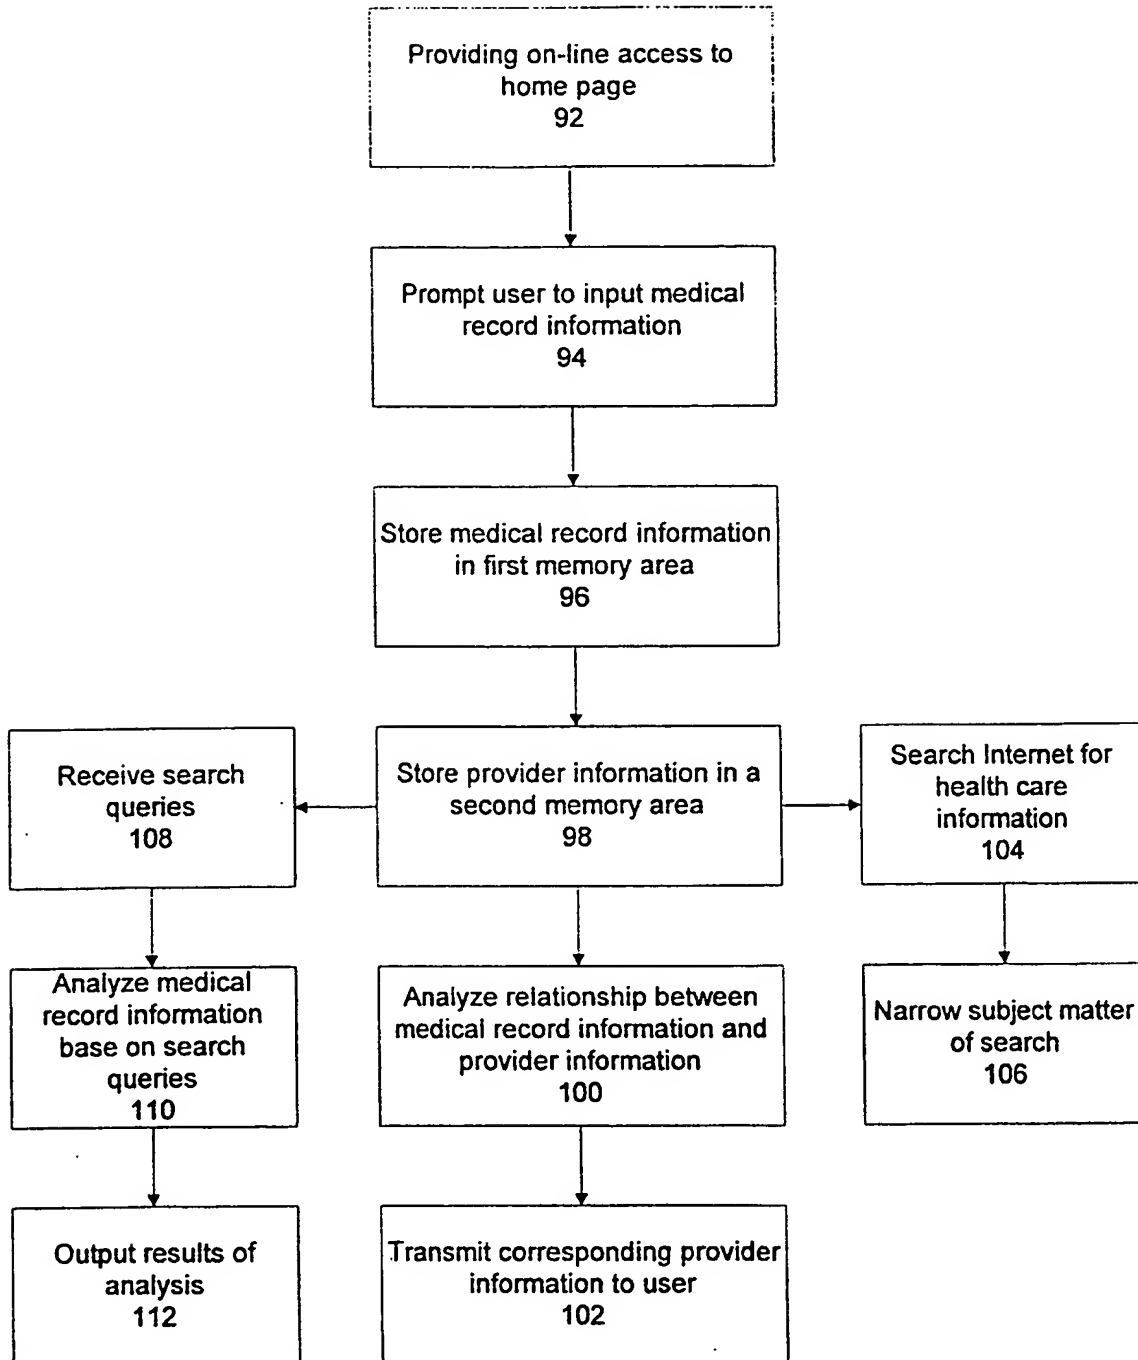 Providing on-line access to
home page
92
Prompt user to input medical
record information
94
Store medical record information
in first memory area
96
Receive search
queries
108
Store provider information in a
second memory area
98
Search Internet for
health care
information
104
Analyze medical
record information
base on search
queries
110
Analyze relationship between
medical record information and
provider information
100
Narrow subject matter
of search
106
Output results of
analysis
112
Transmit corresponding provider
information to user
102